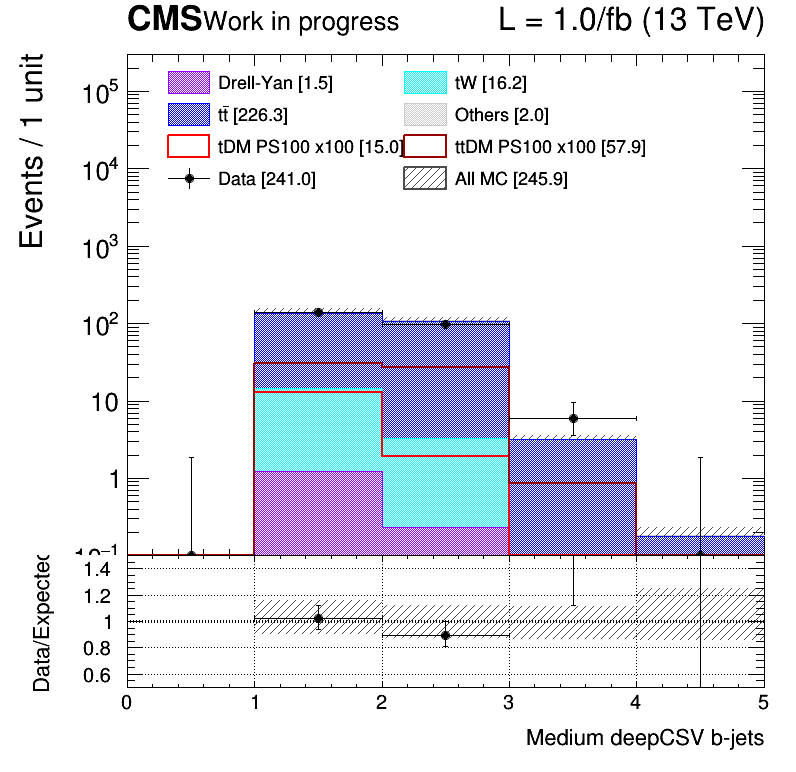 CMS Work in progress L = 1.0/fb (13 TeV)
Events / 1 unit
Drell-Yan [1.5] tW [16.2]
tt̄ [226.3] Others [2.0]
tDM PS100 x100 [15.0] ttDM PS100 x100 [57.9]
Data [241.0] All MC [245.9]
10⁵
10⁴
10³
10²
10
1
10⁻¹
Data/Expected
1.4
1.2
1
0.8
0.6
0 1 2 3 4 5
Medium deepCSV b-jets